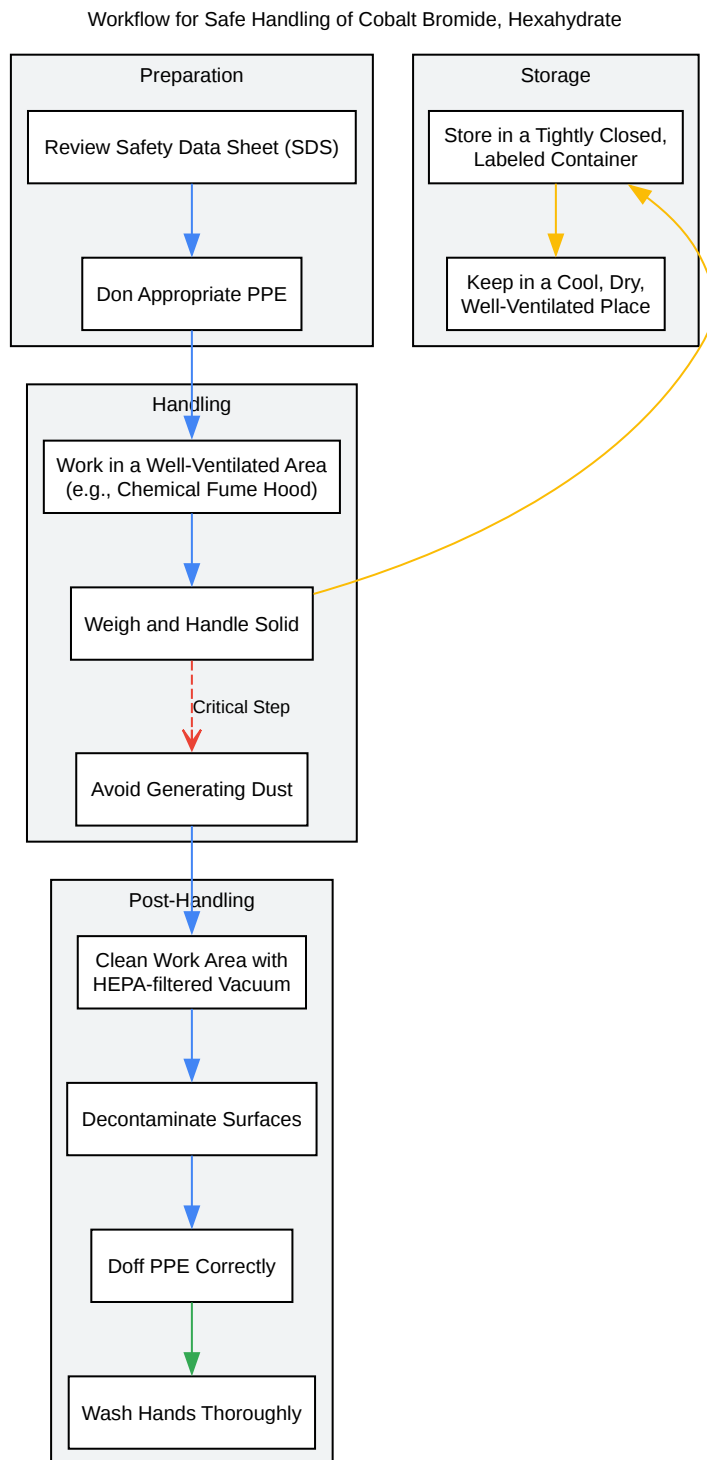 Workflow for Safe Handling of Cobalt Bromide, Hexahydrate
Preparation
Review Safety Data Sheet (SDS)
Don Appropriate PPE
Storage
Store in a Tightly Closed,
Labeled Container
Keep in a Cool, Dry,
Well-Ventilated Place
Handling
Work in a Well-Ventilated Area
(e.g., Chemical Fume Hood)
Weigh and Handle Solid
Critical Step
Avoid Generating Dust
Post-Handling
Clean Work Area with
HEPA-filtered Vacuum
Decontaminate Surfaces
Doff PPE Correctly
Wash Hands Thoroughly